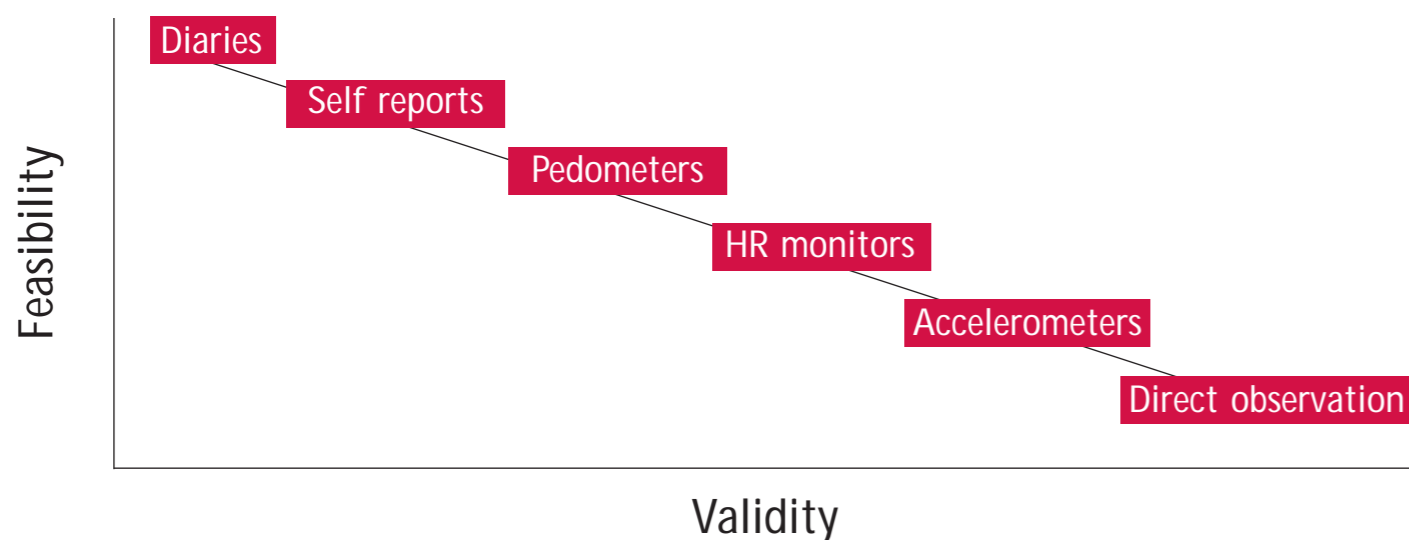 Diaries
Self reports
Pedometers
HR monitors
Accelerometers
Direct observation
Feasibility
Validity